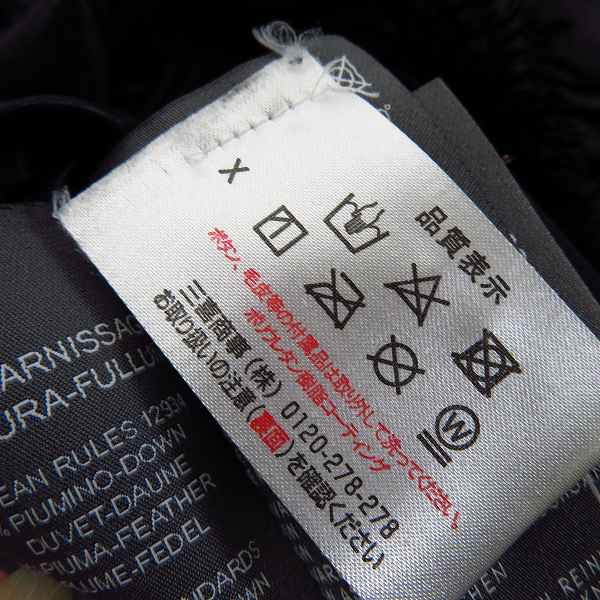 品質表示
X
W
ボタン、毛皮等の付属品は取り外して洗ってください
ポリウレタン樹脂コーティング
三喜商事（株）0120-278-278
お取り扱いの注意（裏面）を確認ください
URA-FULLU
EAN RULES 12934
PIUMINO-DOWN
DUVET-DAUNE
PIUMA-FEATHER
UME-FEDEL
NDARDS